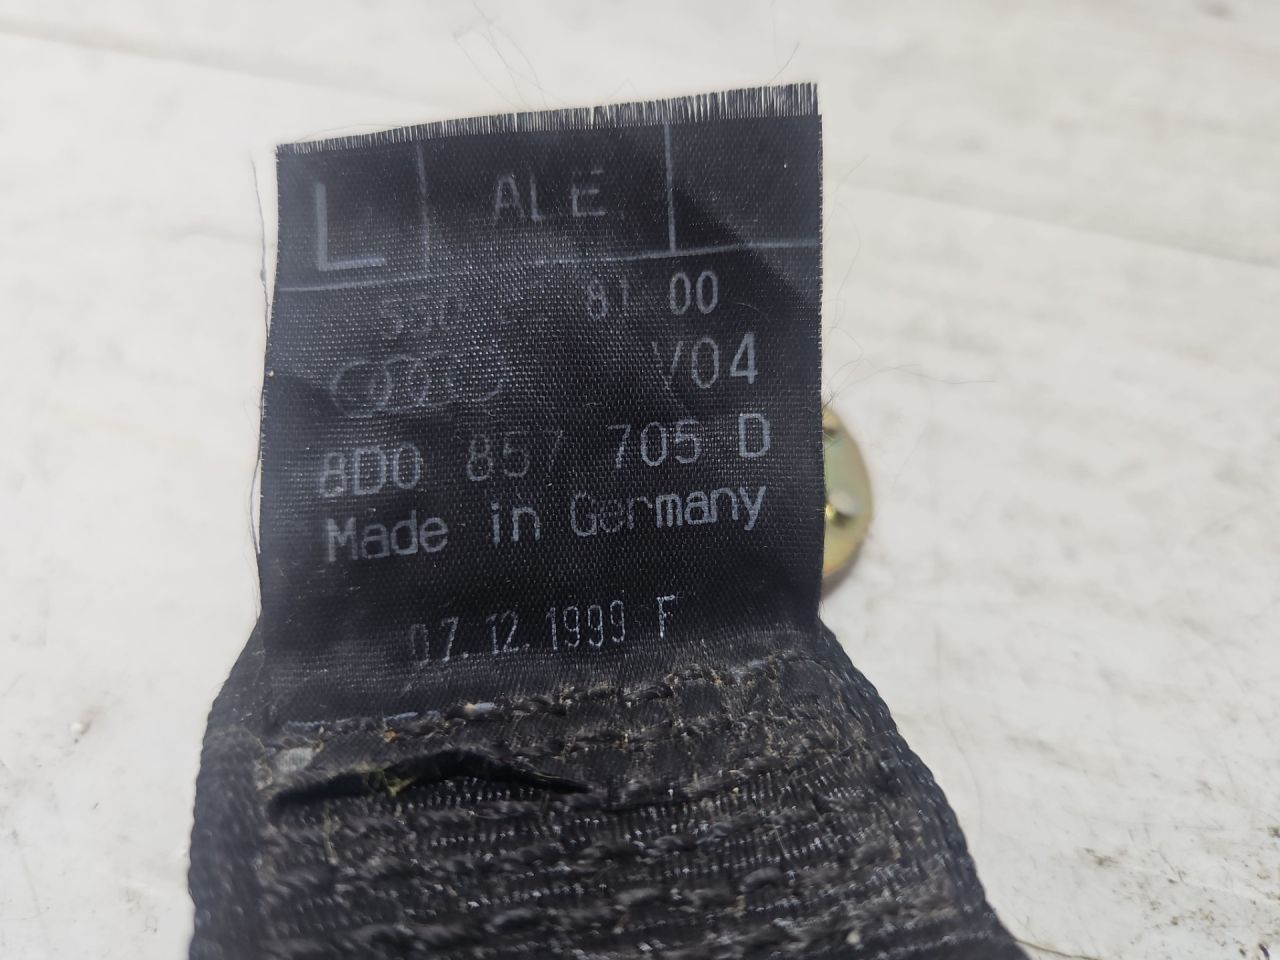 L ALE
81 00
V04
8D0 857 705 D
Made in Germany
07.12.1999 F